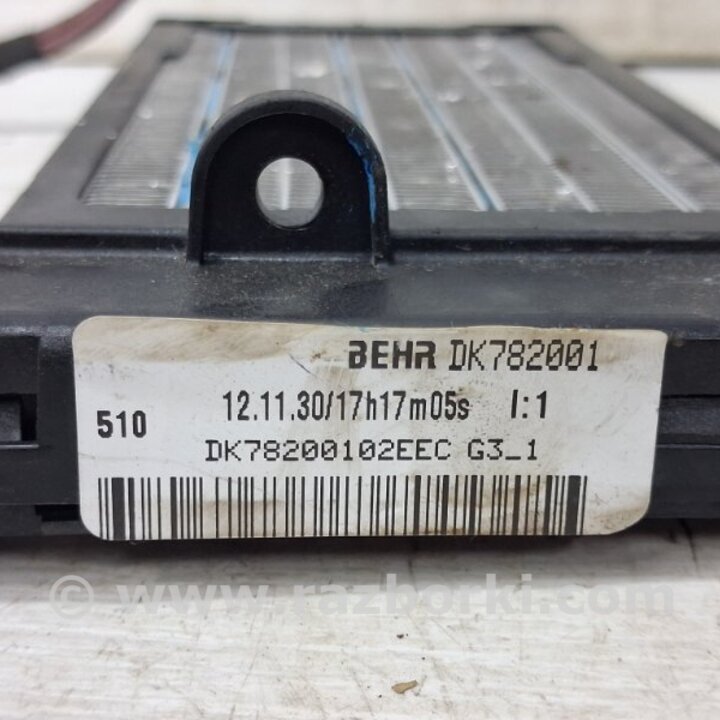 BEHR DK782001
12.11.30/17h17m05s I:1
510
DK78200102EEC G3_1
© www.razborki.com